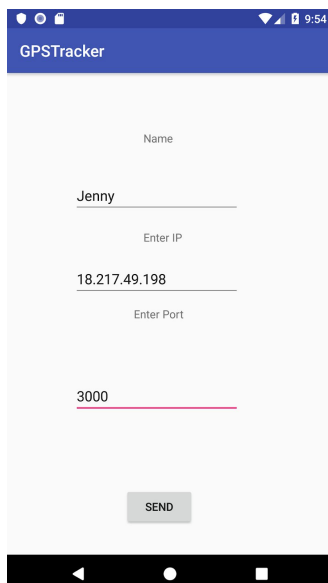 9:54
GPSTracker
Name
Jenny
Enter IP
18.217.49.198
Enter Port
3000
SEND